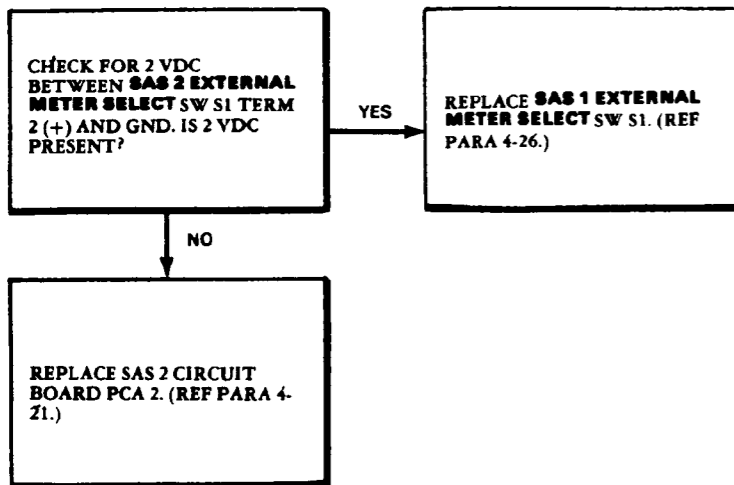 CHECK FOR 2 VDC
BETWEEN SAS 2 EXTERNAL
METER SELECT SW S1 TERM
2 (+) AND GND. IS 2 VDC
PRESENT?
YES
REPLACE SAS 1 EXTERNAL
METER SELECT SW S1. (REF
PARA 4-26.)
NO
REPLACE SAS 2 CIRCUIT
BOARD PCA 2. (REF PARA 4-
21.)